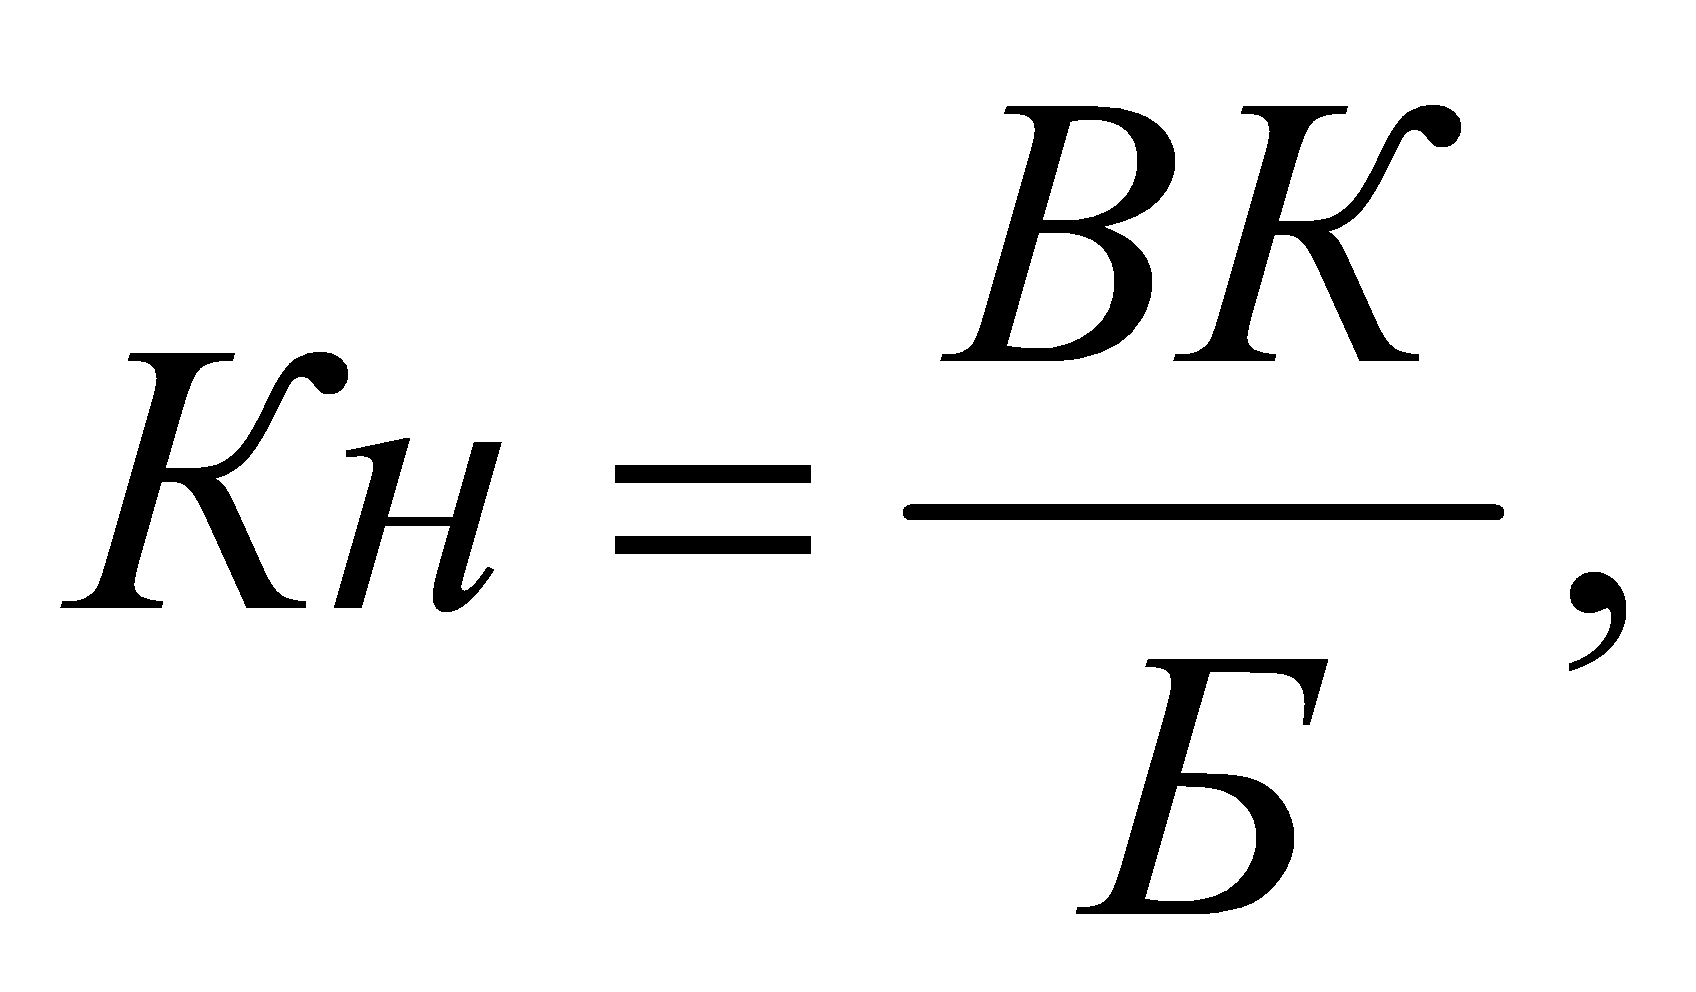 Кн = ВК / Б,